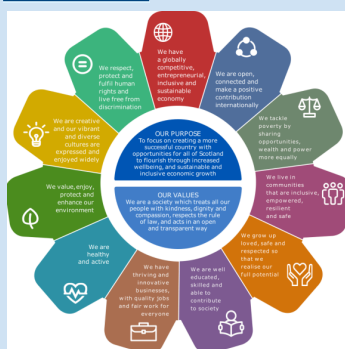 We have
a globally
competitive,
entrepreneurial,
inclusive and
sustainable
economy
We are open,
connected and
make a positive
contribution
internationally
We tackle
poverty by
sharing
opportunities,
wealth and power
more equally
We live in
communities
that are inclusive,
empowered,
resilient
and safe
We grow up
loved, safe and
respected so
that we
realise our
full potential
We are well
educated,
skilled and
able to
contribute
to society
We have
thriving and
innovative
businesses,
with quality jobs
and fair work for
everyone
We are
healthy
and active
We value, enjoy,
protect and
enhance our
environment
We are creative
and our vibrant
and diverse
cultures are
expressed and
enjoyed widely
We respect,
protect and
fulfil human
rights and
live free from
discrimination
OUR PURPOSE
To focus on creating a more
successful country with
opportunities for all of Scotland
to flourish through increased
wellbeing, and sustainable and
inclusive economic growth
OUR VALUES
We are a society which treats all our
people with kindness, dignity and
compassion, respects the rule
of law, and acts in an open
and transparent way